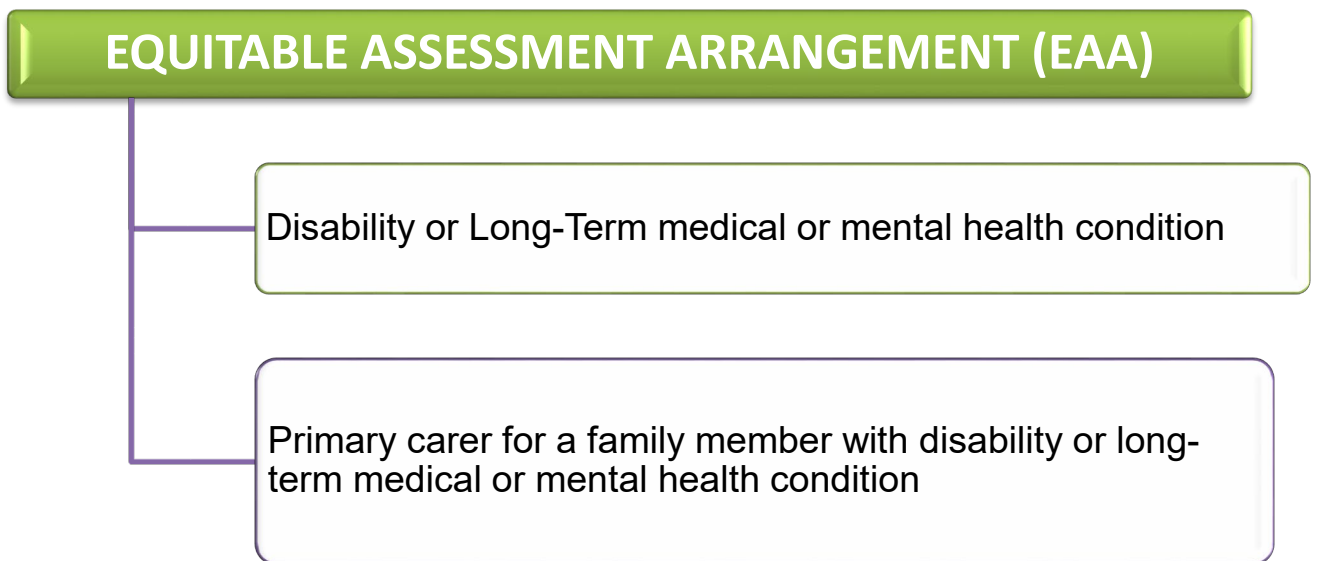 EQUITABLE ASSESSMENT ARRANGEMENT (EAA)
Disability or Long-Term medical or mental health condition
Primary carer for a family member with disability or long-
term medical or mental health condition